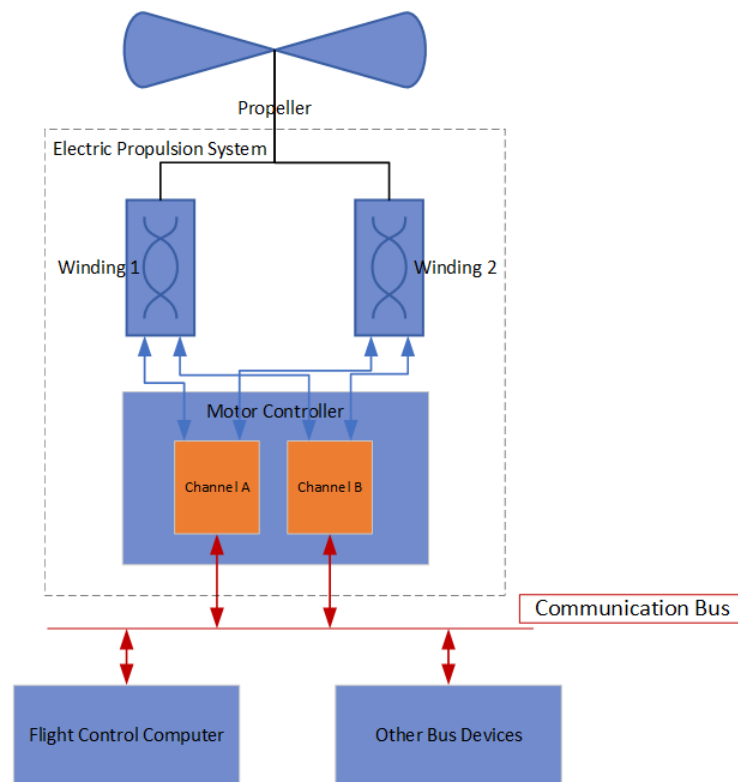 Propeller
Electric Propulsion System
Winding 1
Winding 2
Motor Controller
Channel A
Channel B
Communication Bus
Flight Control Computer
Other Bus Devices